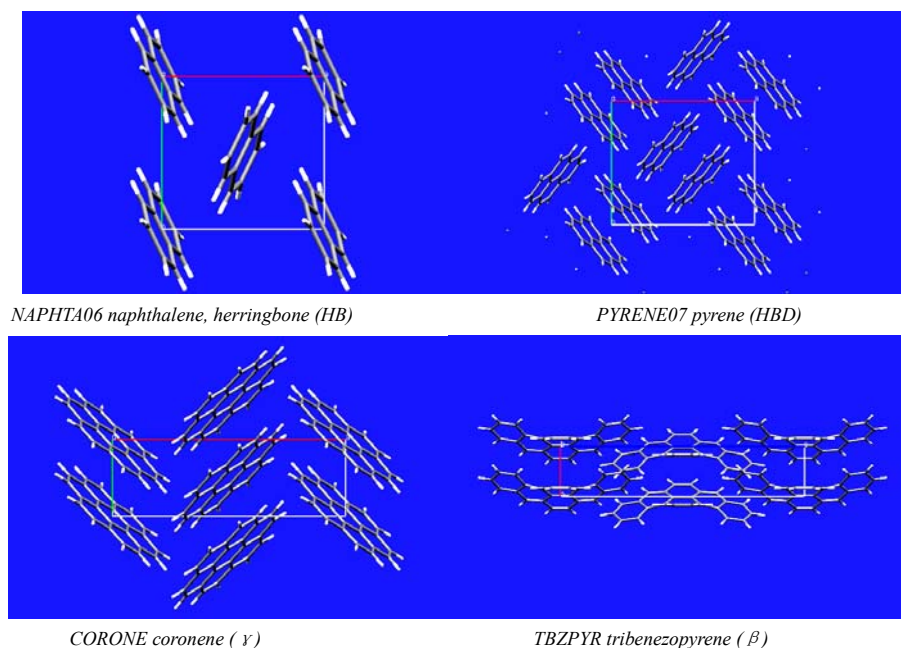 NAPHTA06 naphthalene, herringbone (HB)
PYRENE07 pyrene (HBD)
CORONE coronene ( γ )
TBZPYR tribenezopyrene ( β )